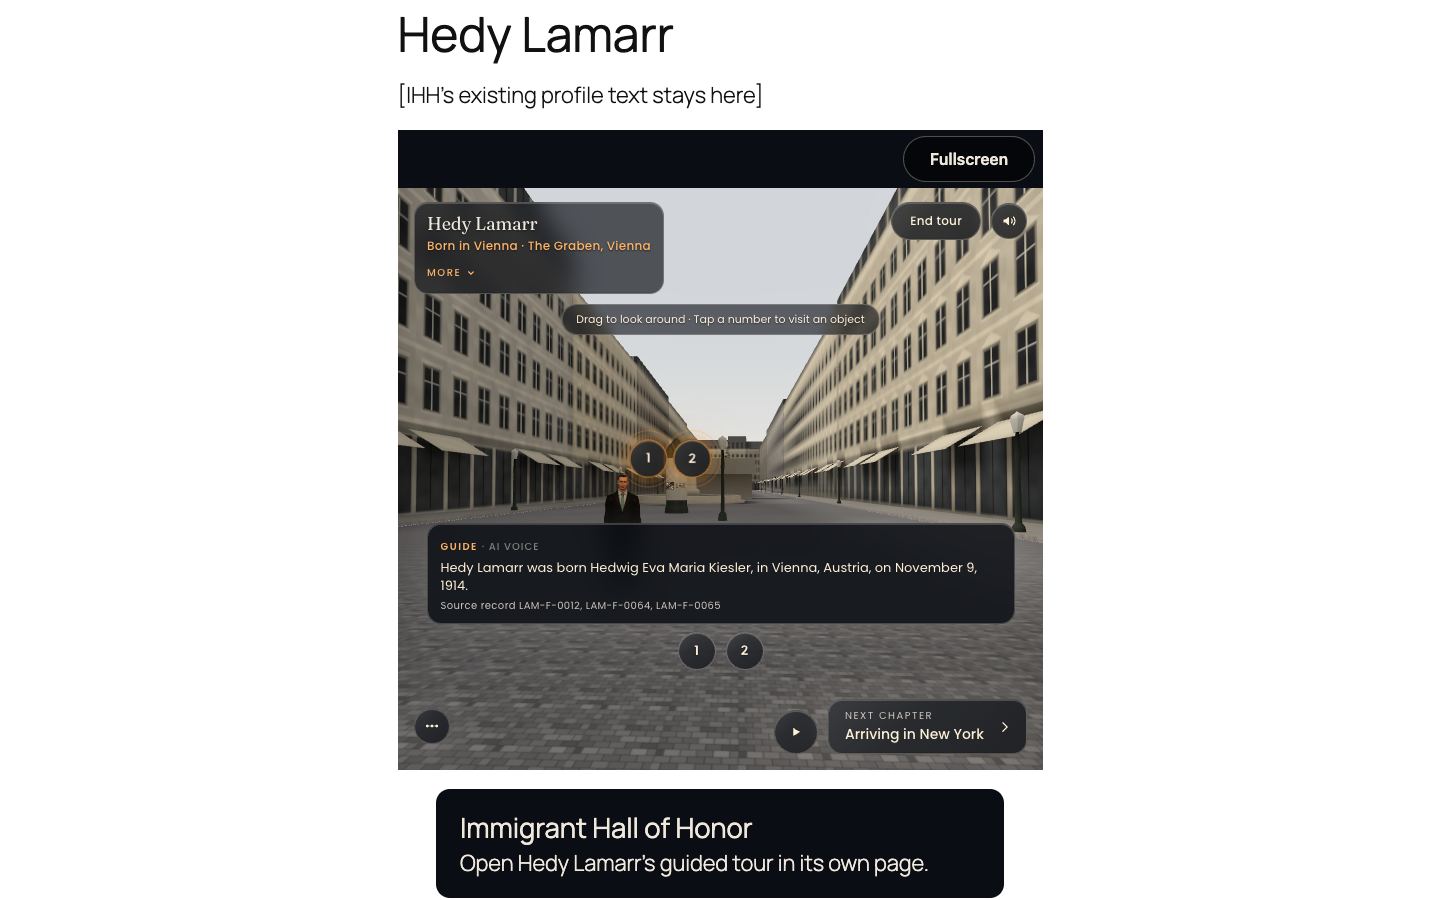 Hedy Lamarr
[IHH's existing profile text stays here]
Fullscreen
Hedy Lamarr
Born in Vienna · The Graben, Vienna
MORE
End tour
Drag to look around · Tap a number to visit an object
1
2
GUIDE · AI VOICE
Hedy Lamarr was born Hedwig Eva Maria Kiesler, in Vienna, Austria, on November 9,
1914.
Source record LAM-F-0012, LAM-F-0064, LAM-F-0065
1
2
NEXT CHAPTER
Arriving in New York
Immigrant Hall of Honor
Open Hedy Lamarr's guided tour in its own page.